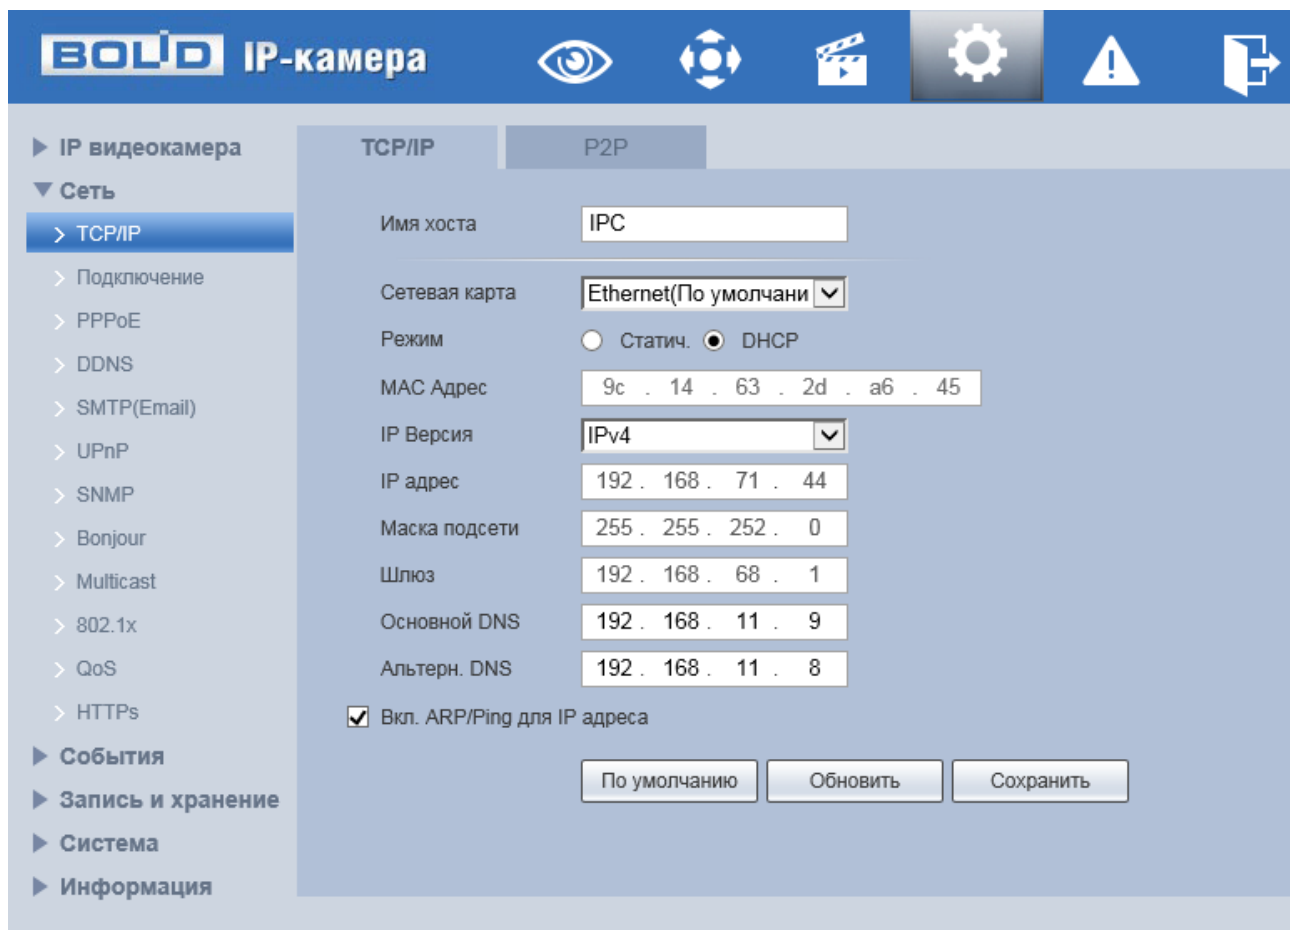 BOLID IP-камера
IP видеокамера
Сеть
TCP/IP
Подключение
PPPoE
DDNS
SMTP(Email)
UPnP
SNMP
Bonjour
Multicast
802.1x
QoS
HTTPs
События
Запись и хранение
Система
Информация
TCP/IP P2P
Имя хоста IPC
Сетевая карта Ethernet(По умолчани
Режим Статич. DHCP
MAC Адрес 9c . 14 . 63 . 2d . a6 . 45
IP Версия IPv4
IP адрес 192 . 168 . 71 . 44
Маска подсети 255 . 255 . 252 . 0
Шлюз 192 . 168 . 68 . 1
Основной DNS 192 . 168 . 11 . 9
Альтерн. DNS 192 . 168 . 11 . 8
Вкл. ARP/Ping для IP адреса
По умолчанию Обновить Сохранить